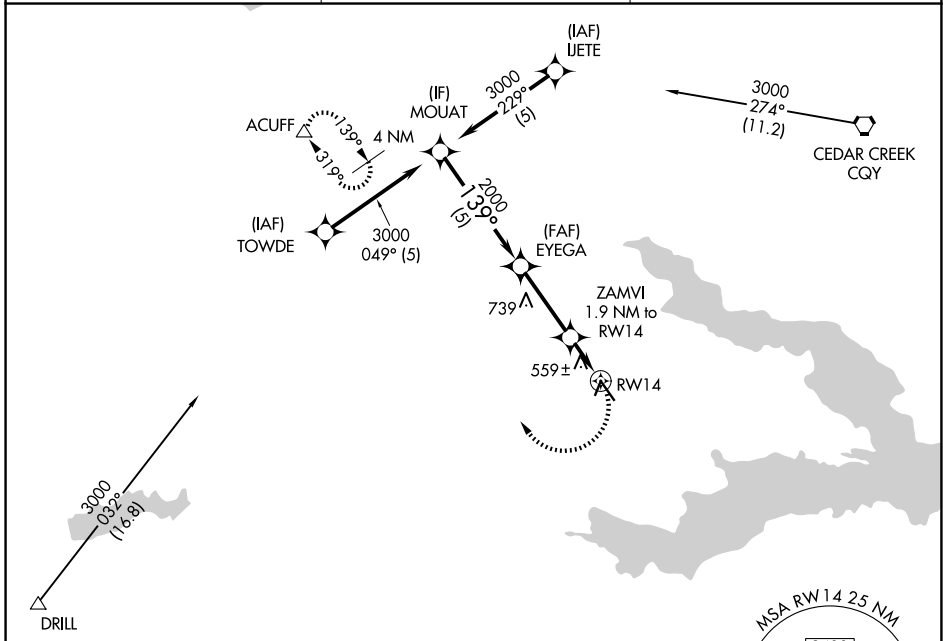 (IAF)
IJETE
3000
229°
(5)
(IF)
MOUAT
3000
274°
(11.2)
CEDAR CREEK
CQY
ACUFF
139°
4 NM
319°
(IAF)
TOWDE
3000
049° (5)
2000
139°
(5)
(FAF)
EYEGA
739
ZAMVI
1.9 NM to
RW14
559±
RW14
3000
032°
(16.8)
DRILL
MSA RW14 25 NM